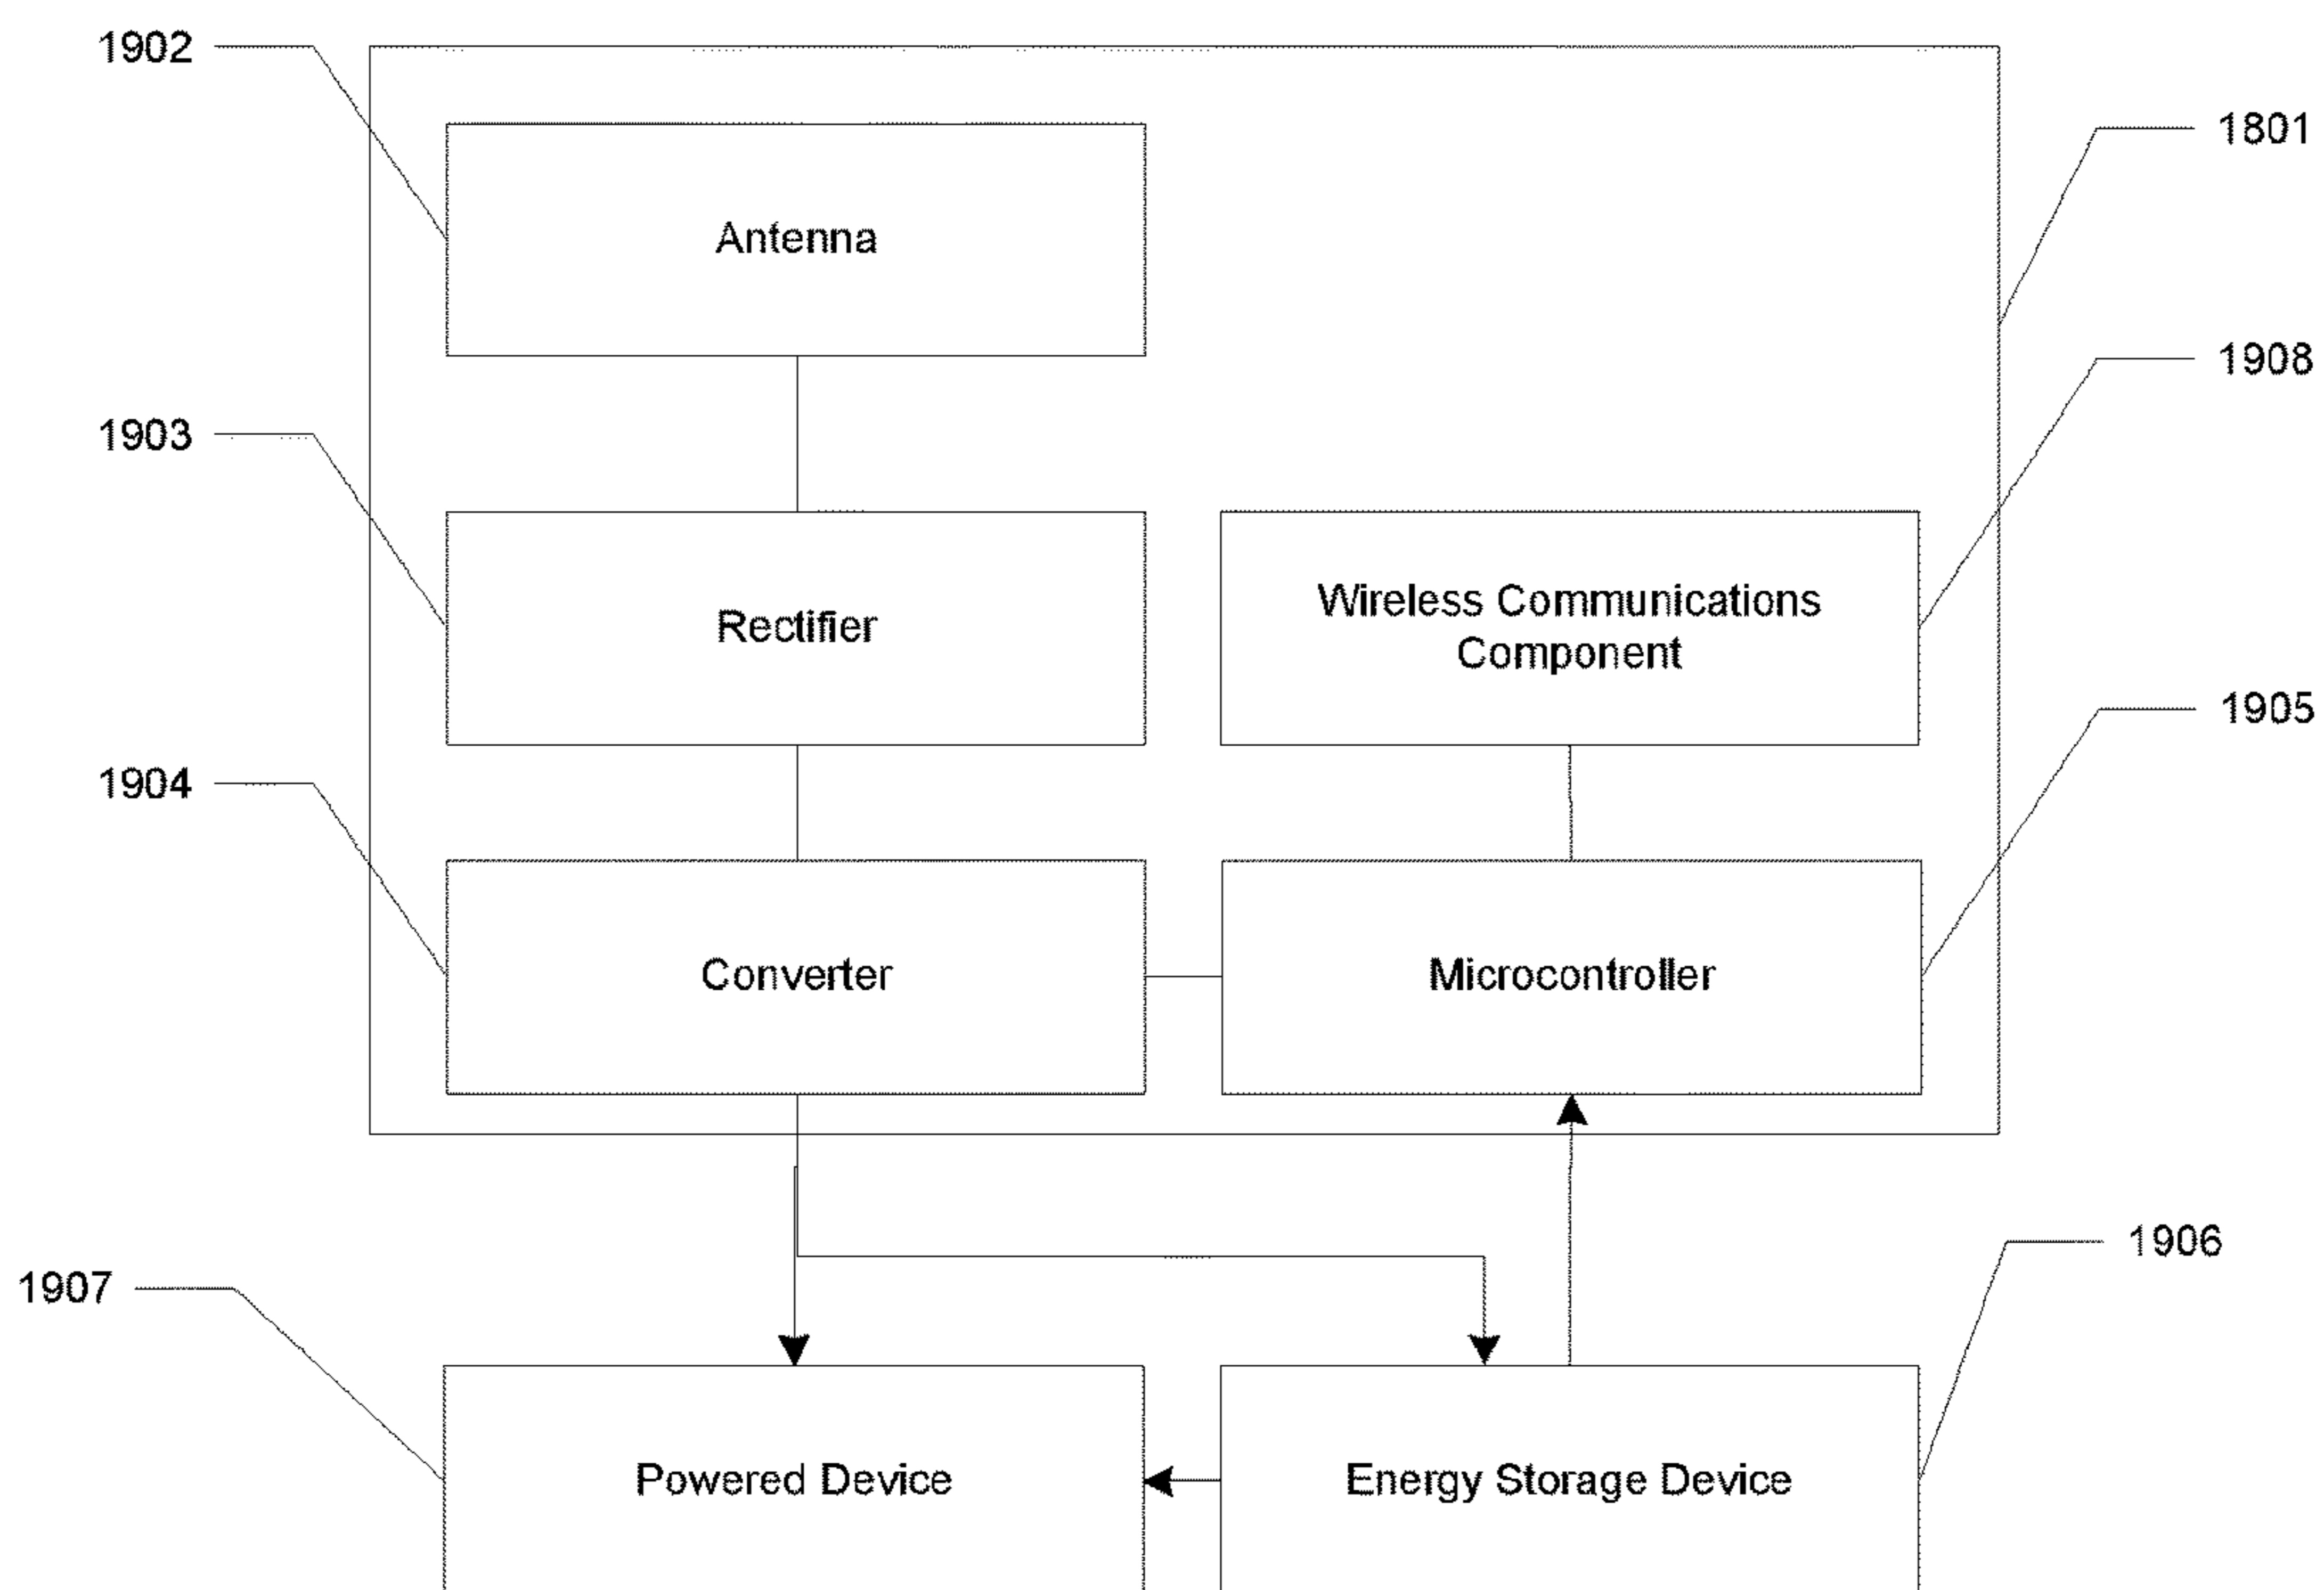 1902
1801
Antenna
1908
1903
Rectifier
Wireless Communications
Component
1905
1904
Converter
Microcontroller
1906
1907
Powered Device
Energy Storage Device